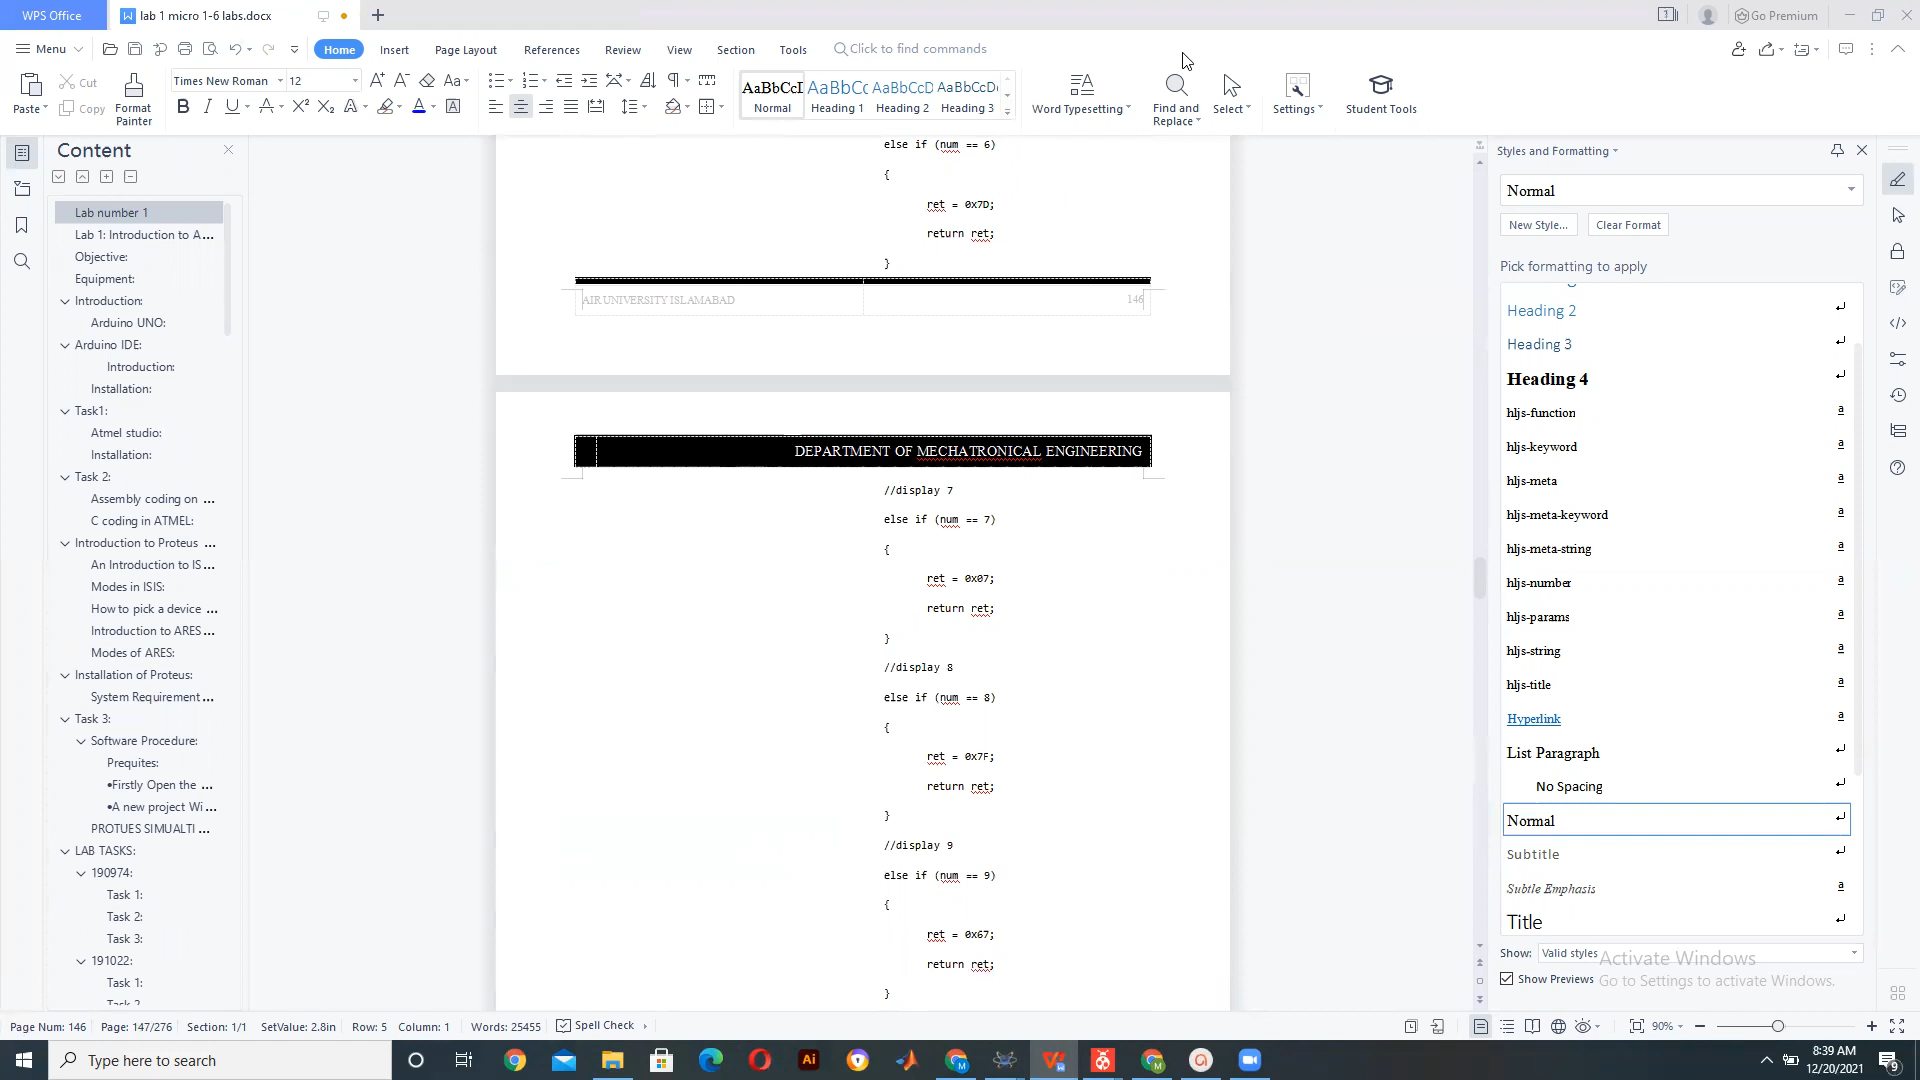 WPS Office
lab 1 micro 1-6 labs.docx
Go Premium
Menu
Home
Insert
Page Layout
References
Review
View
Section
Tools
Click to find commands
Paste
Cut
Copy
Format
Painter
Times New Roman
12
AaBbCcD
Normal
AaBbCc
Heading 1
AaBbCcD
Heading 2
AaBbCcD
Heading 3
Word Typesetting
Find and
Replace
Select
Settings
Student Tools
Content
Lab number 1
Lab 1: Introduction to A...
Objective:
Equipment:
Introduction:
Arduino UNO:
Arduino IDE:
Introduction:
Installation:
Task1:
Atmel studio:
Installation:
Task 2:
Assembly coding on ...
C coding in ATMEL:
Introduction to Proteus ...
An Introduction to IS...
Modes in ISIS:
How to pick a device ...
Introduction to ARES...
Modes of ARES:
Installation of Proteus:
System Requirement...
Task 3:
Software Procedure:
Prequites:
•Firstly Open the ...
•A new project Wi...
PROTUES SIMUALTI ...
LAB TASKS:
190974:
Task 1:
Task 2:
Task 3:
191022:
Task 1:
Task 2
else if (num == 6)
{
ret = 0x7D;
return ret;
}
AIR UNIVERSITY ISLAMABAD 146
DEPARTMENT OF MECHATRONICAL ENGINEERING
//display 7
else if (num == 7)
{
ret = 0x07;
return ret;
}
//display 8
else if (num == 8)
{
ret = 0x7F;
return ret;
}
//display 9
else if (num == 9)
{
ret = 0x67;
return ret;
}
Styles and Formatting
Normal
New Style...
Clear Format
Pick formatting to apply
Heading 2
Heading 3
Heading 4
hljs-function
hljs-keyword
hljs-meta
hljs-meta-keyword
hljs-meta-string
hljs-number
hljs-params
hljs-string
hljs-title
Hyperlink
List Paragraph
No Spacing
Normal
Subtitle
Subtle Emphasis
Title
Show: Valid styles
Show Previews
Activate Windows
Go to Settings to activate Windows.
Page Num: 146 Page: 147/276 Section: 1/1 SetValue: 2.8in Row: 5 Column: 1 Words: 25455 Spell Check
90%
Type here to search
8:39 AM
12/20/2021
9